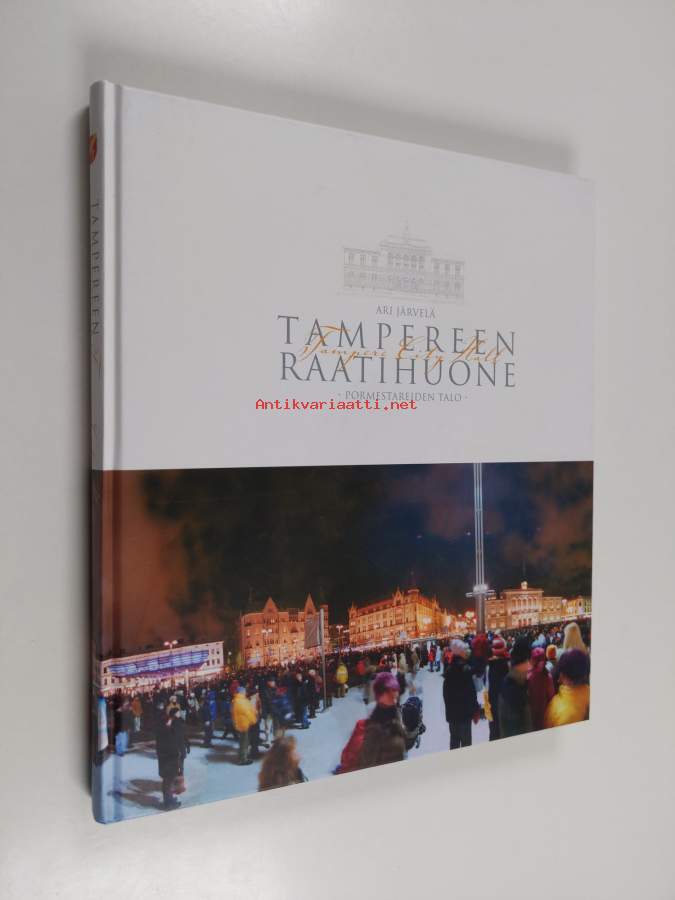 ARI JÄRVELÄ
TAMPEREEN
Tampere City Hall
RAATIHUONE
· PORMESTAREIDEN TALO ·
Antikvariaatti.net
TAMPEREEN